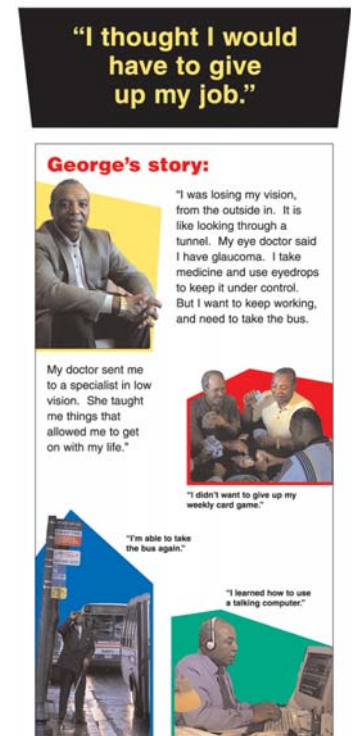 “I thought I would
have to give
up my job.”
George’s story:
“I was losing my vision,
from the outside in. It is
like looking through a
tunnel. My eye doctor said
I have glaucoma. I take
medicine and use eyedrops
to keep it under control.
But I want to keep working,
and need to take the bus.
My doctor sent me
to a specialist in low
vision. She taught
me things that
allowed me to get
on with my life.”
“I didn’t want to give up my
weekly card game.”
“I’m able to take
the bus again.”
“I learned how to use
a talking computer.”